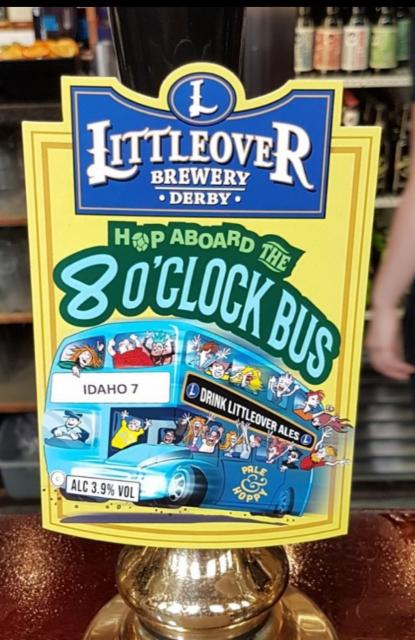 L
LITTLEOVER
BREWERY
• DERBY •
HOP ABOARD THE
8 O'CLOCK BUS
IDAHO 7
L DRINK LITTLEOVER ALES L
PALE
&
HOPPY
ALC 3.9% VOL